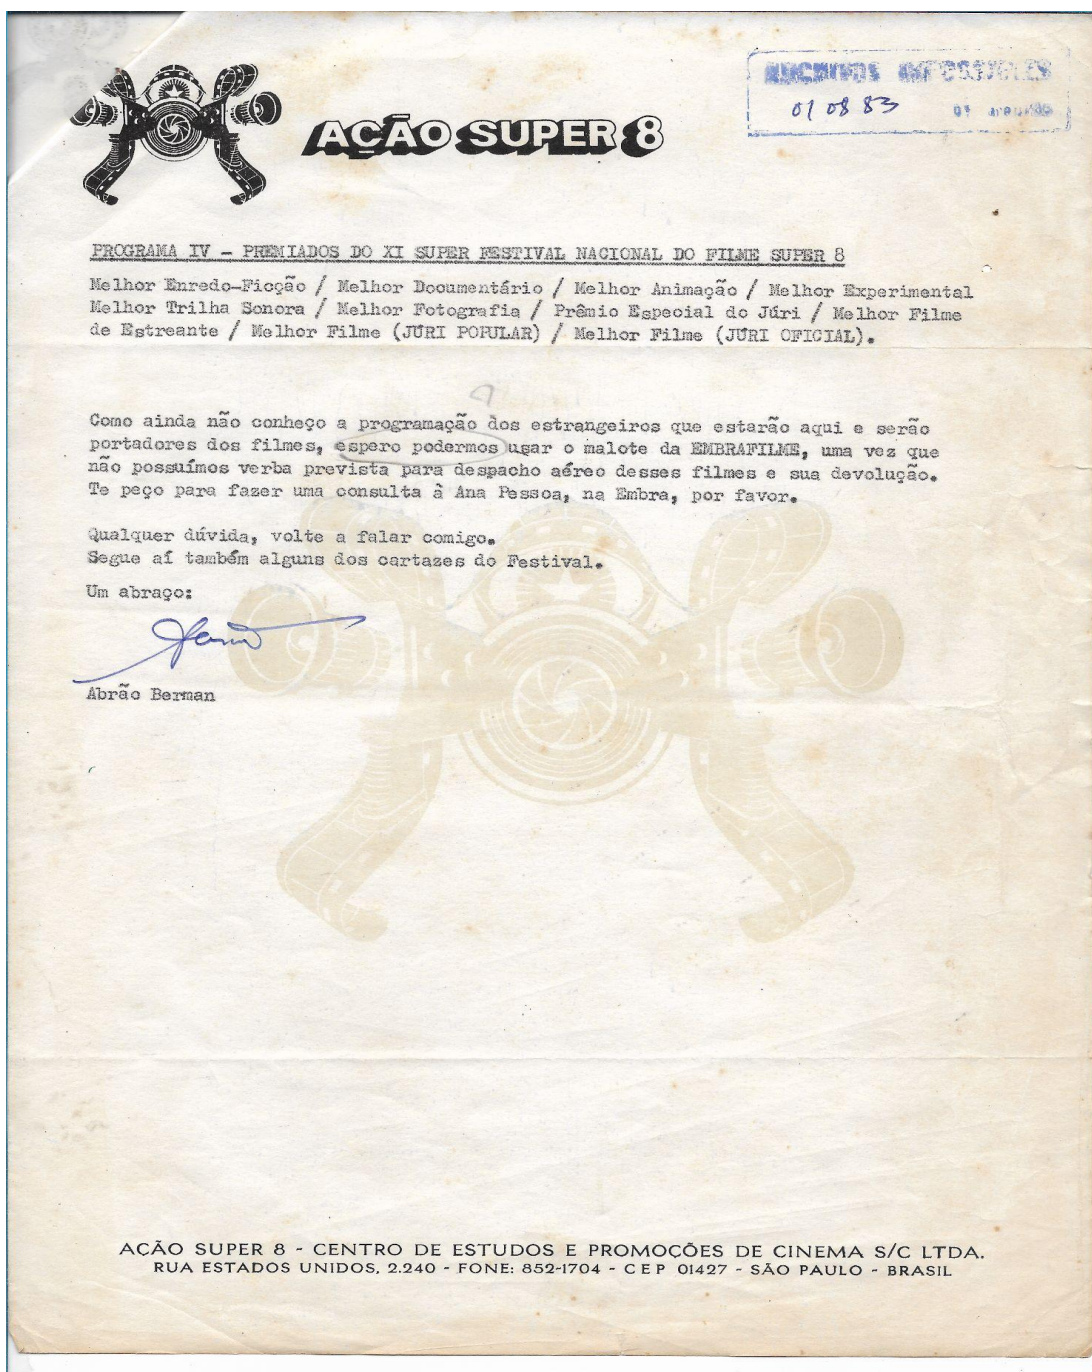 AÇÃO SUPER 8
01 08 83
PROGRAMA IV - PREMIADOS DO XI SUPER FESTIVAL NACIONAL DO FILME SUPER 8
Melhor Enredo-Ficção / Melhor Documentário / Melhor Animação / Melhor Experimental
Melhor Trilha Sonora / Melhor Fotografia / Prêmio Especial do Júri / Melhor Filme
de Estreante / Melhor Filme (JÚRI POPULAR) / Melhor Filme (JÚRI OFICIAL).
Como ainda não conheço a programação dos estrangeiros que estarão aqui e serão
portadores dos filmes, espero podermos usar o malote da EMBRAFILME, uma vez que
não possuímos verba prevista para despacho aéreo desses filmes e sua devolução.
Te peço para fazer uma consulta à Ana Pessoa, na Embra, por favor.
Qualquer dúvida, volte a falar comigo.
Segue aí também alguns dos cartazes do Festival.
Um abraço:
Abrão Berman
AÇÃO SUPER 8 - CENTRO DE ESTUDOS E PROMOÇÕES DE CINEMA S/C LTDA.
RUA ESTADOS UNIDOS, 2.240 - FONE: 852-1704 - CEP 01427 - SÃO PAULO - BRASIL